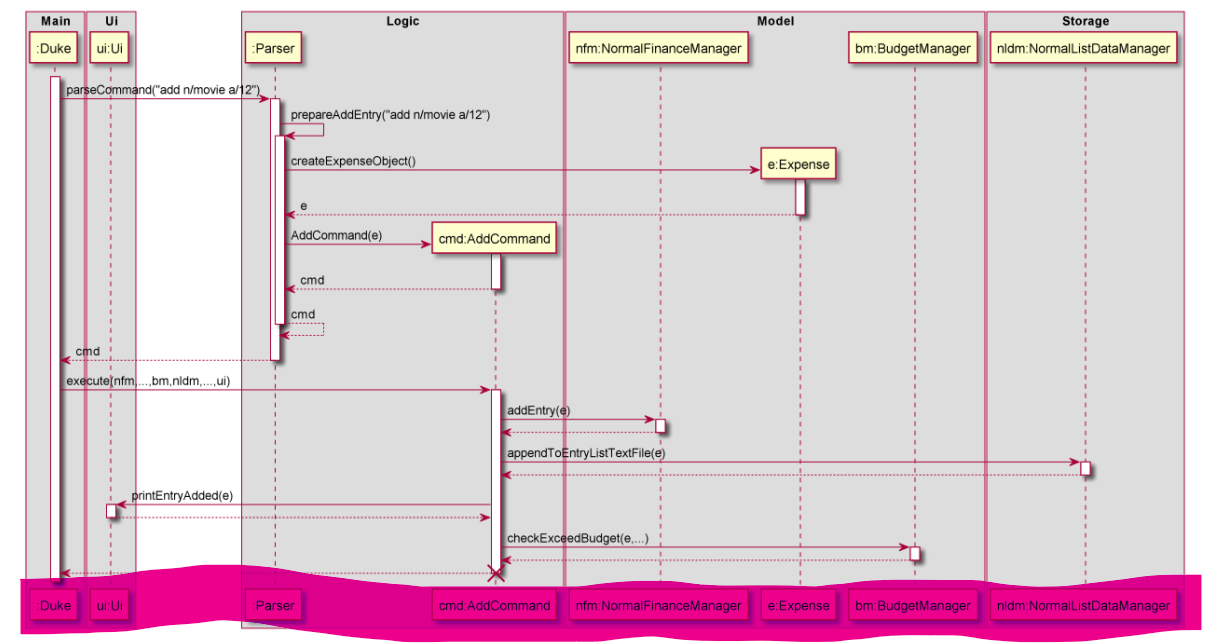 Main Ui Logic Model Storage
:Duke ui:Ui :Parser nfm:NormalFinanceManager bm:BudgetManager nldm:NormalListDataManager
parseCommand("add n/movie a/12")
prepareAddEntry("add n/movie a/12")
createExpenseObject() e:Expense
e
AddCommand(e) cmd:AddCommand
cmd
cmd
cmd
execute(nfm,...,bm,nldm,...,ui)
addEntry(e)
appendToEntryListTextFile(e)
printEntryAdded(e)
checkExceedBudget(e,...)
:Duke ui:Ui :Parser cmd:AddCommand nfm:NormalFinanceManager e:Expense bm:BudgetManager nldm:NormalListDataManager